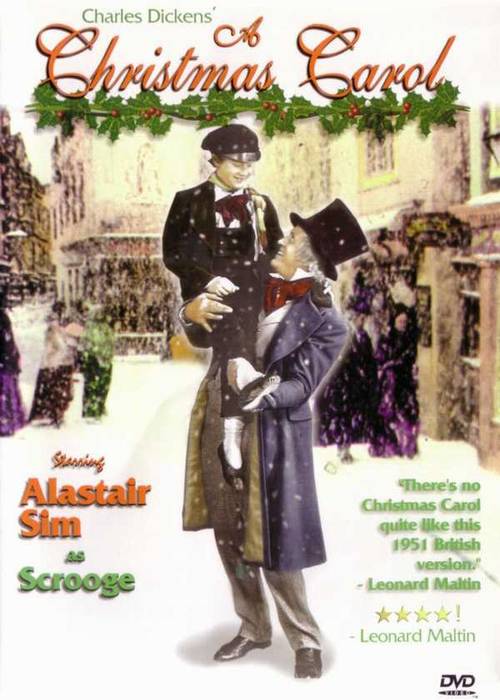 Charles Dickens'
A
Christmas Carol
Starring
Alastair
Sim
as
Scrooge
"There's no
Christmas Carol
quite like this
1951 British
version."
- Leonard Maltin
★★★★!
- Leonard Maltin
DVD
VIDEO